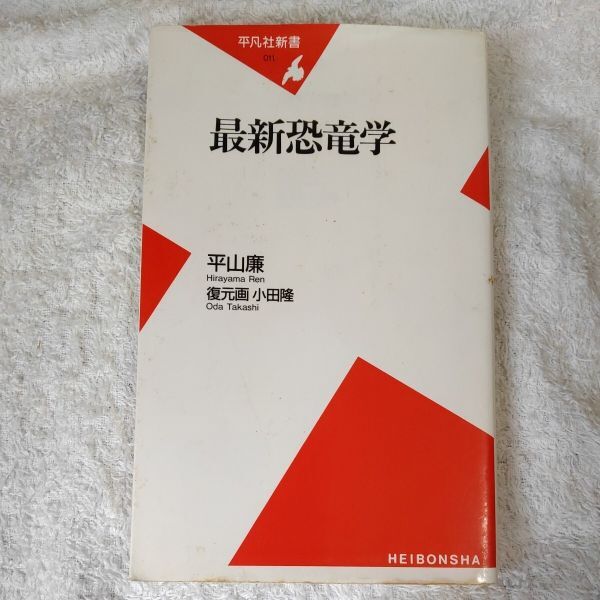 平凡社新書
011
最新恐竜学
平山廉
Hirayama Ren
復元画 小田隆
Oda Takashi
HEIBONSHA